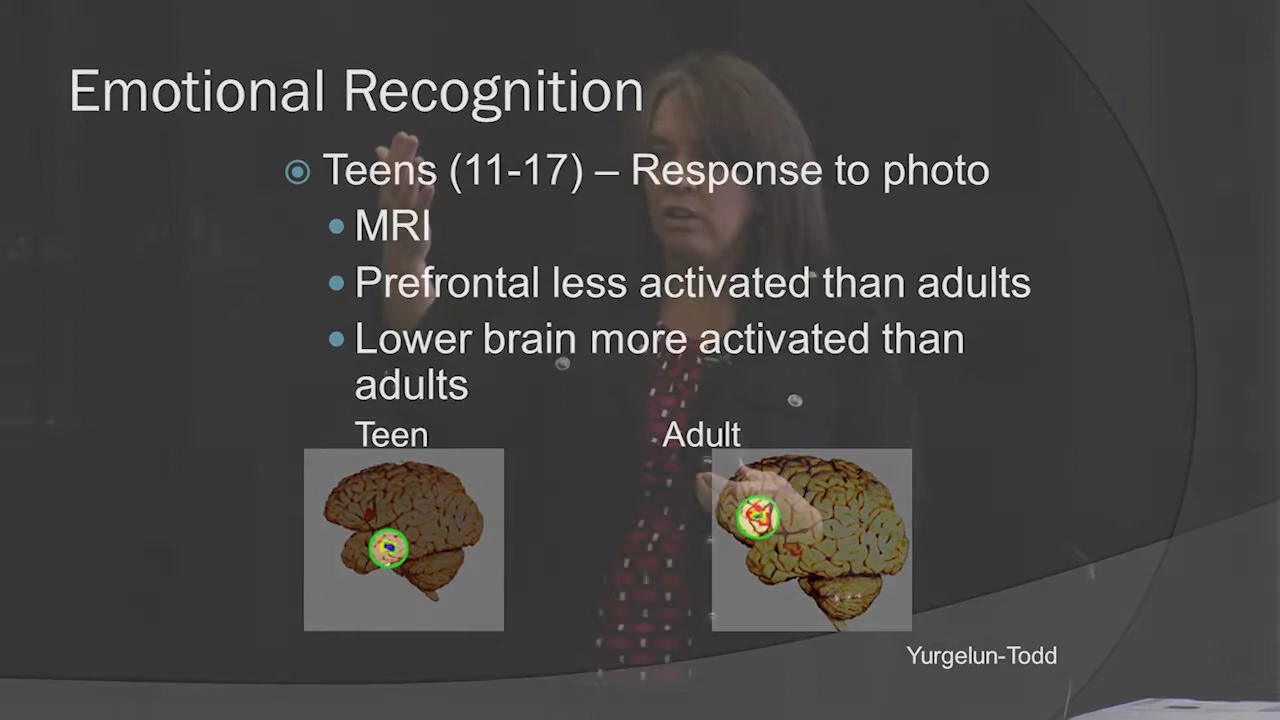 Emotional Recognition
Teens (11-17) – Response to photo
MRI
Prefrontal less activated than adults
Lower brain more activated than
adults
Teen Adult
Yurgelun-Todd